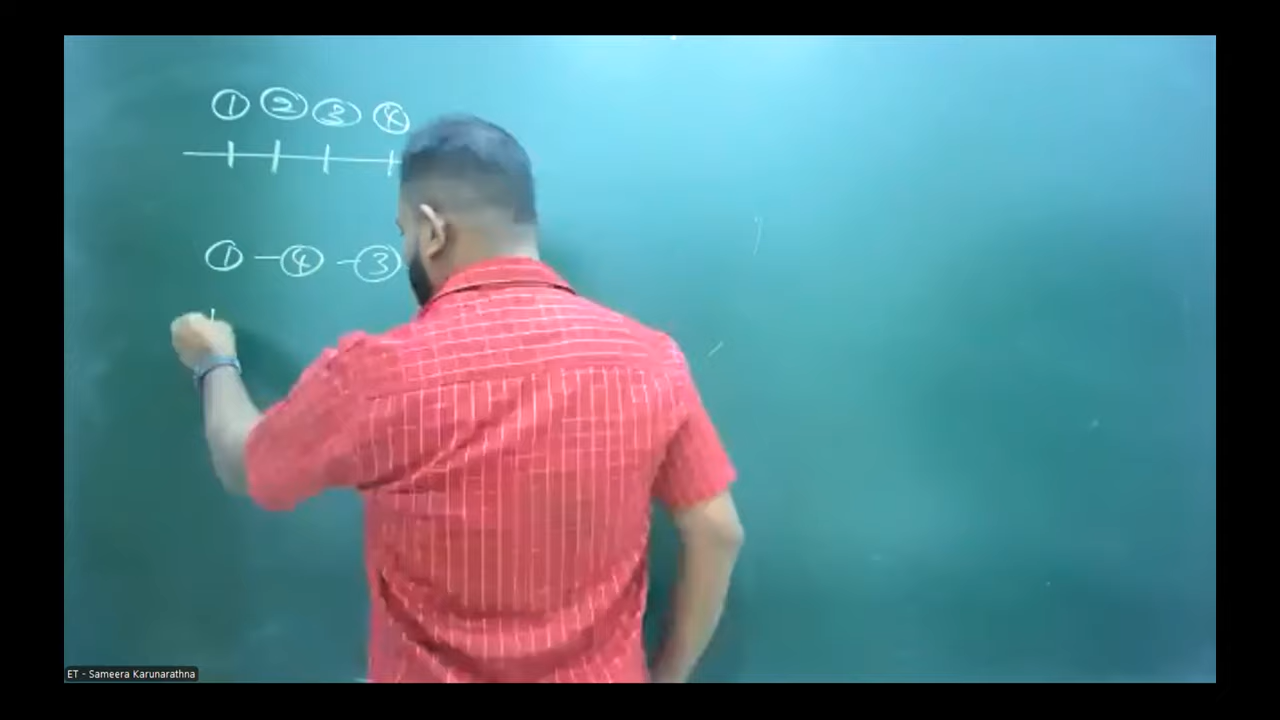 ① ② ③ ④
① - ④ - ③
ET - Sameera Karunarathna